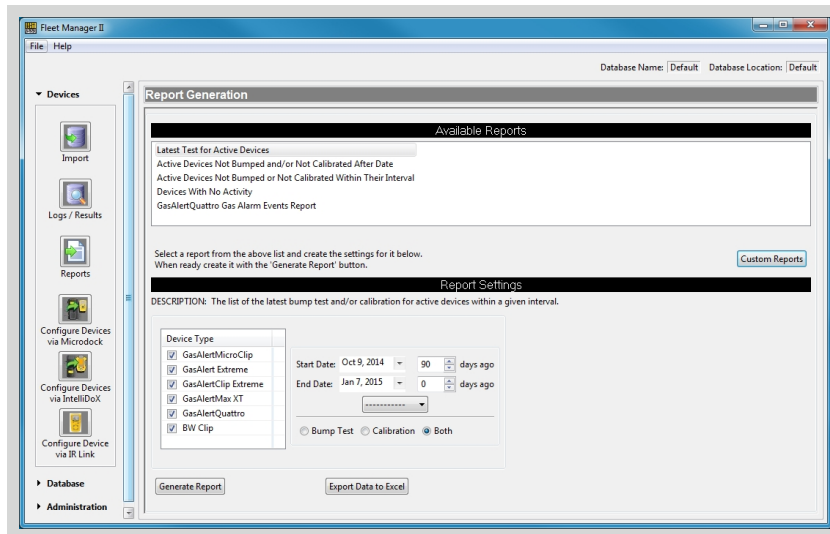 Fleet Manager II
File Help
Database Name: Default Database Location: Default
Devices
Import
Logs / Results
Reports
Configure Devices
via Microdock
Configure Devices
via IntelliDoX
Configure Device
via IR Link
Database
Administration
Report Generation
Available Reports
Latest Test for Active Devices
Active Devices Not Bumped and/or Not Calibrated After Date
Active Devices Not Bumped or Not Calibrated Within Their Interval
Devices With No Activity
GasAlertQuattro Gas Alarm Events Report
Select a report from the above list and create the settings for it below.
When ready create it with the 'Generate Report' button.
Custom Reports
Report Settings
DESCRIPTION: The list of the latest bump test and/or calibration for active devices within a given interval.
Device Type
GasAlertMicroClip
GasAlert Extreme
GasAlertClip Extreme
GasAlertMax XT
GasAlertQuattro
BW Clip
Start Date: Oct 9, 2014 90 days ago
End Date: Jan 7, 2015 0 days ago
-----------
Bump Test Calibration Both
Generate Report Export Data to Excel